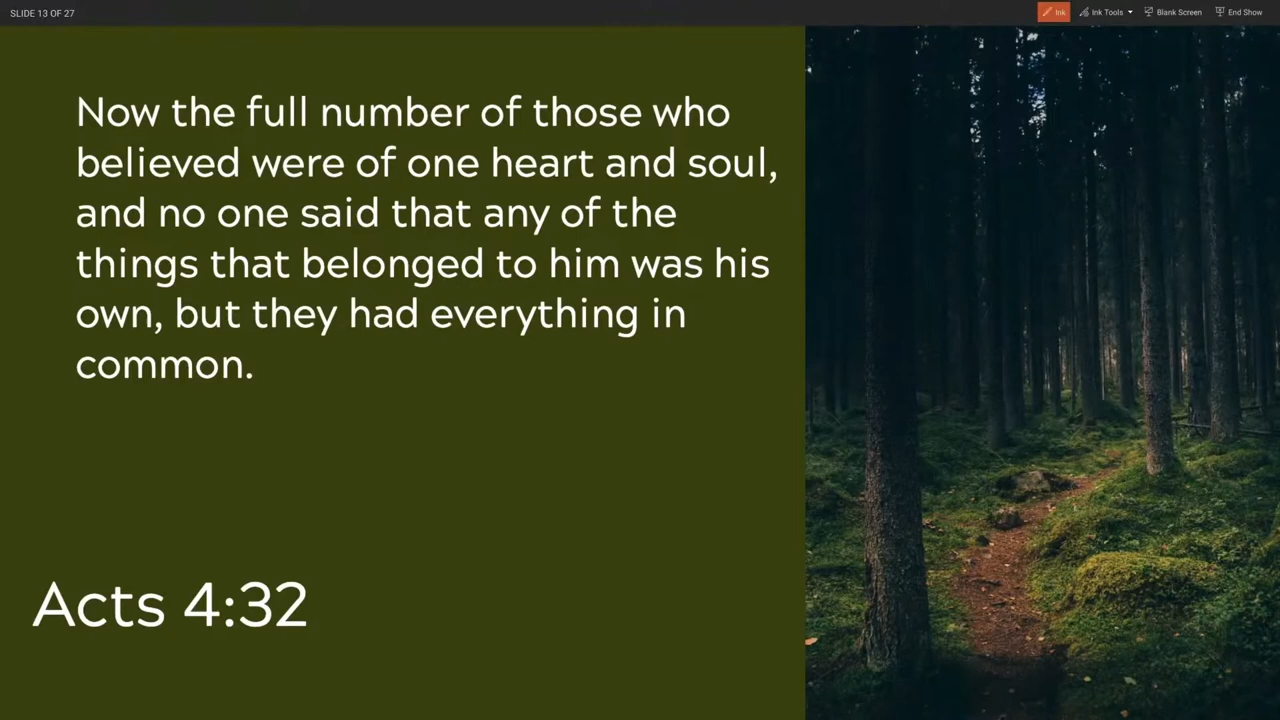 SLIDE 13 OF 27
Ink
Ink Tools
Blank Screen
End Show
Now the full number of those who
believed were of one heart and soul,
and no one said that any of the
things that belonged to him was his
own, but they had everything in
common.
Acts 4:32